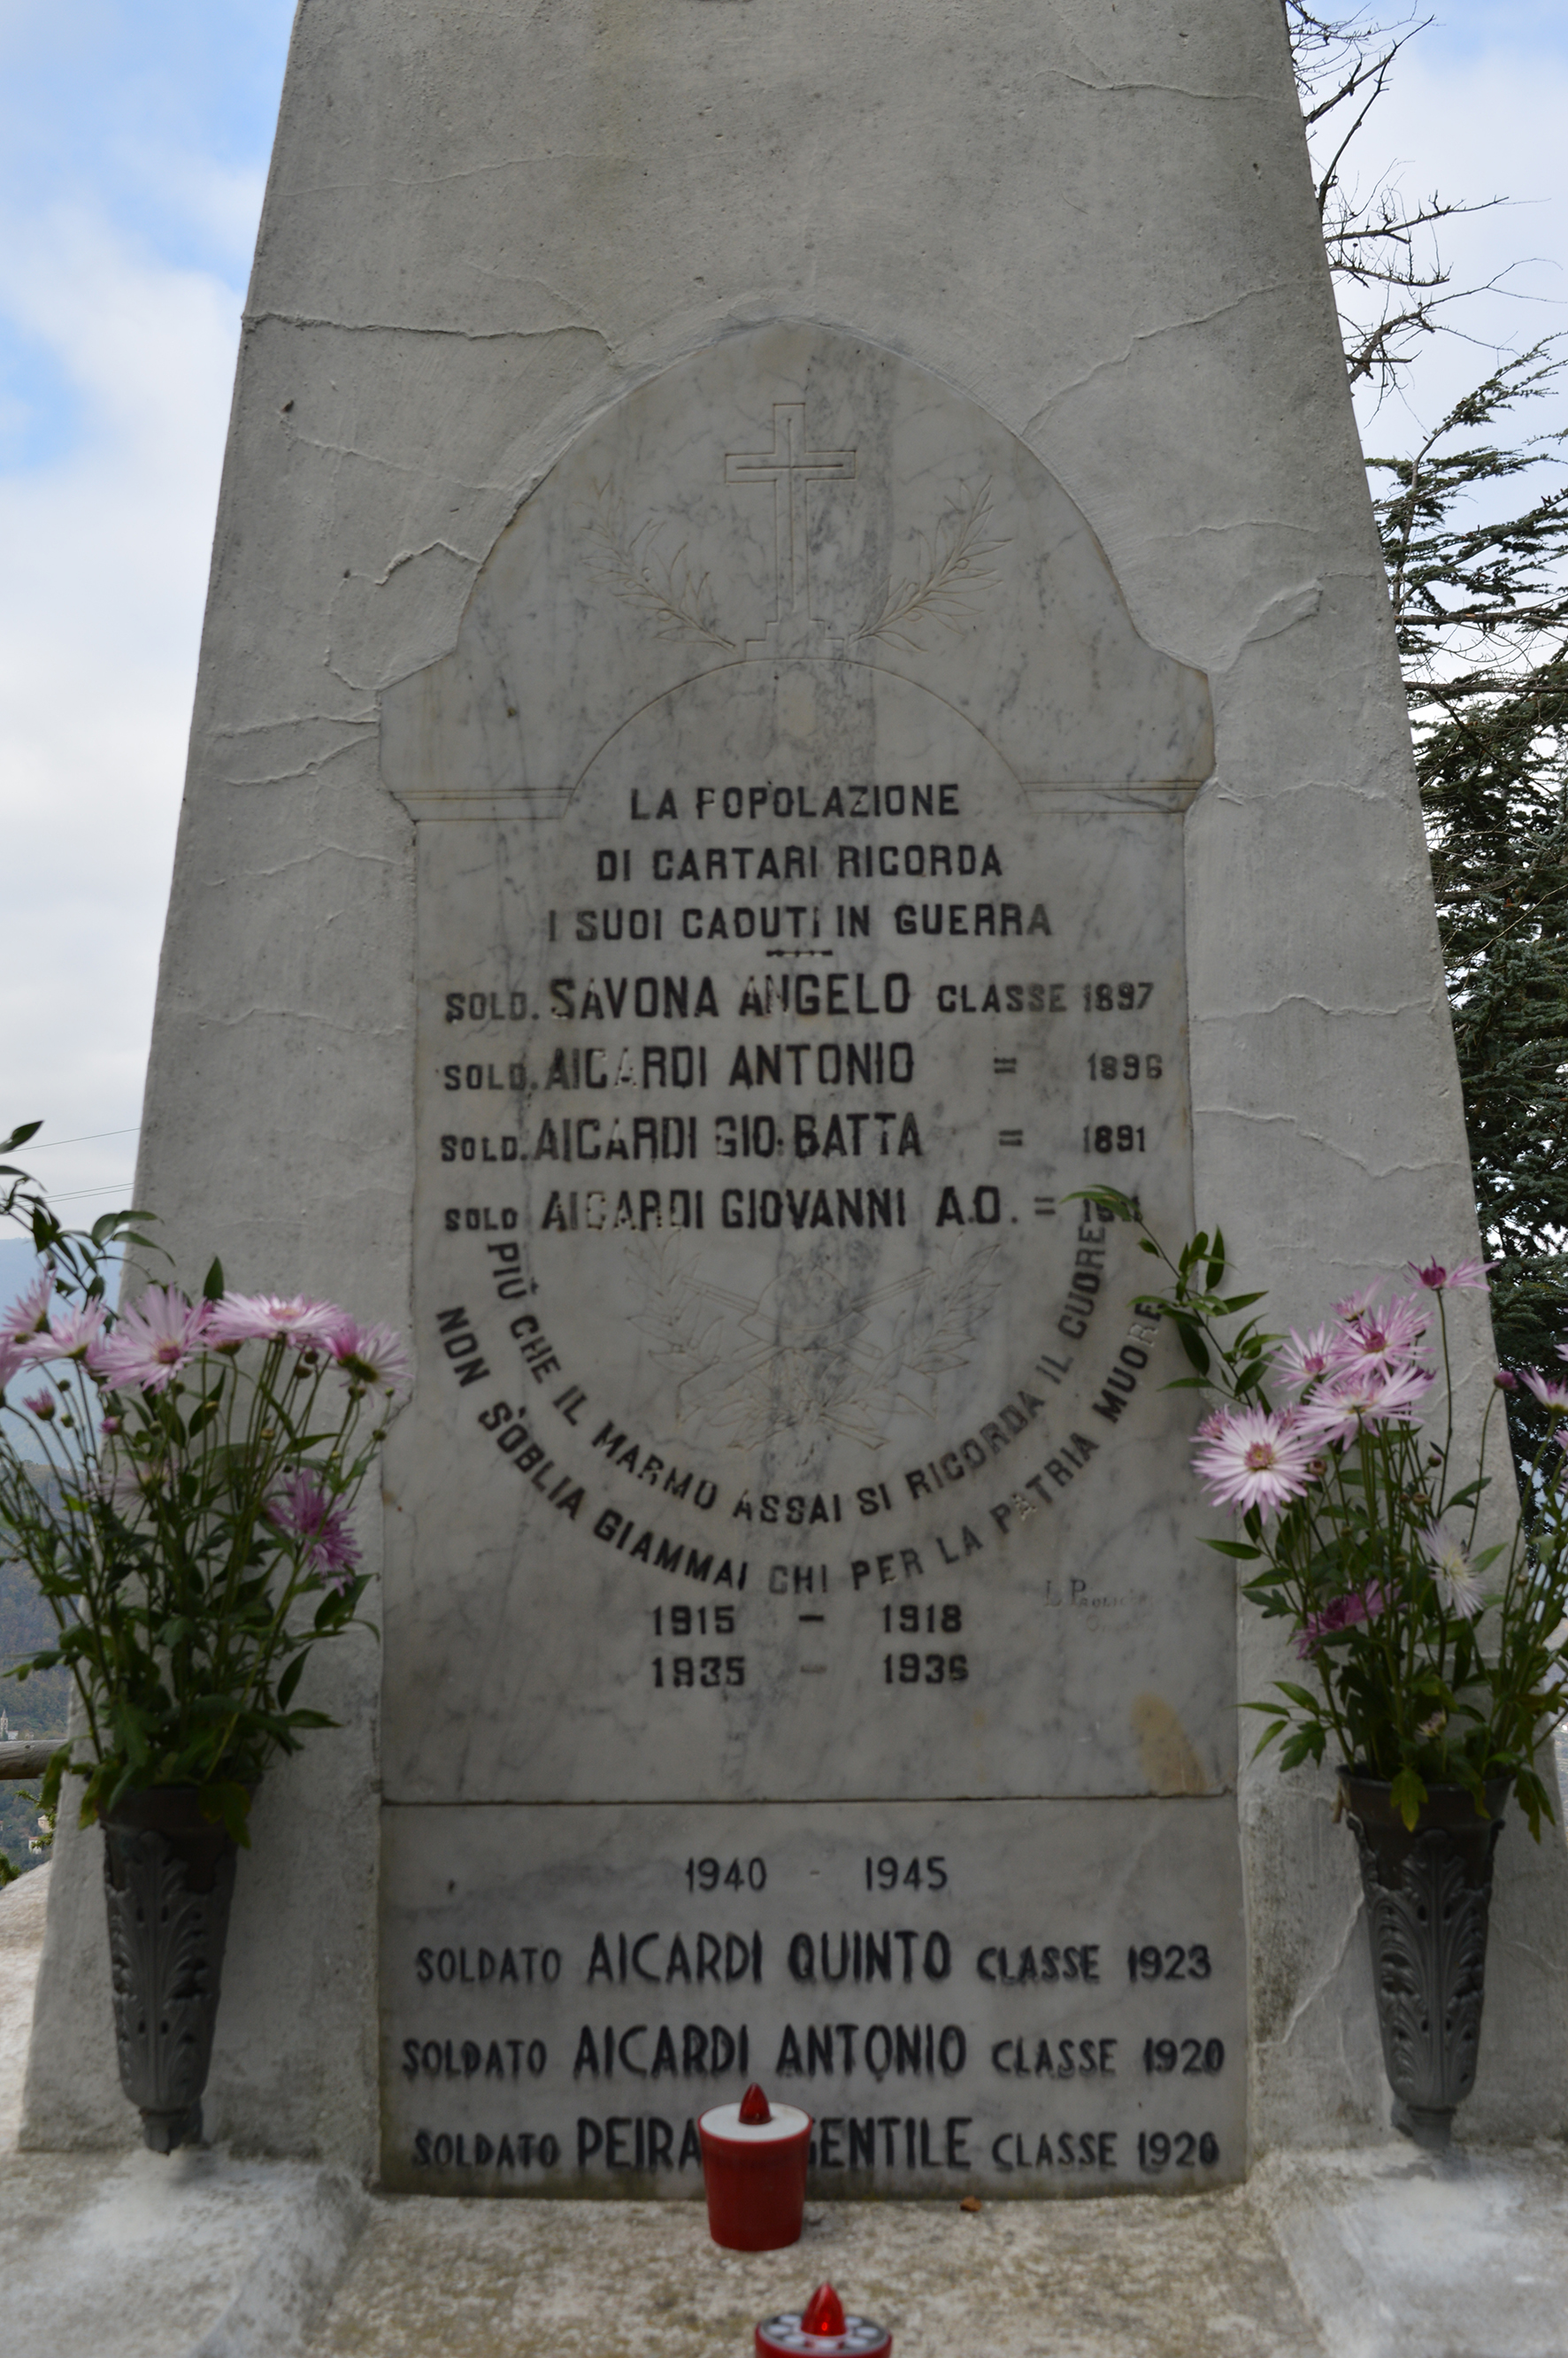 LA POPOLAZIONE
DI CARTARI RICORDA
I SUOI CADUTI IN GUERRA
SOLD. SAVONA ANGELO CLASSE 1897
SOLD. AICARDI ANTONIO = 1896
SOLD. AICARDI GIO: BATTA = 1891
SOLD AICARDI GIOVANNI A.O. =
PIÙ CHE IL MARMO ASSAI SI RICORDA IL CUORE
NON S'OBLIA GIAMMAI CHI PER LA PATRIA MUORE
1915 - 1918
1935 - 1936
1940 - 1945
SOLDATO AICARDI QUINTO CLASSE 1923
SOLDATO AICARDI ANTONIO CLASSE 1920
SOLDATO GENTILE CLASSE 1920